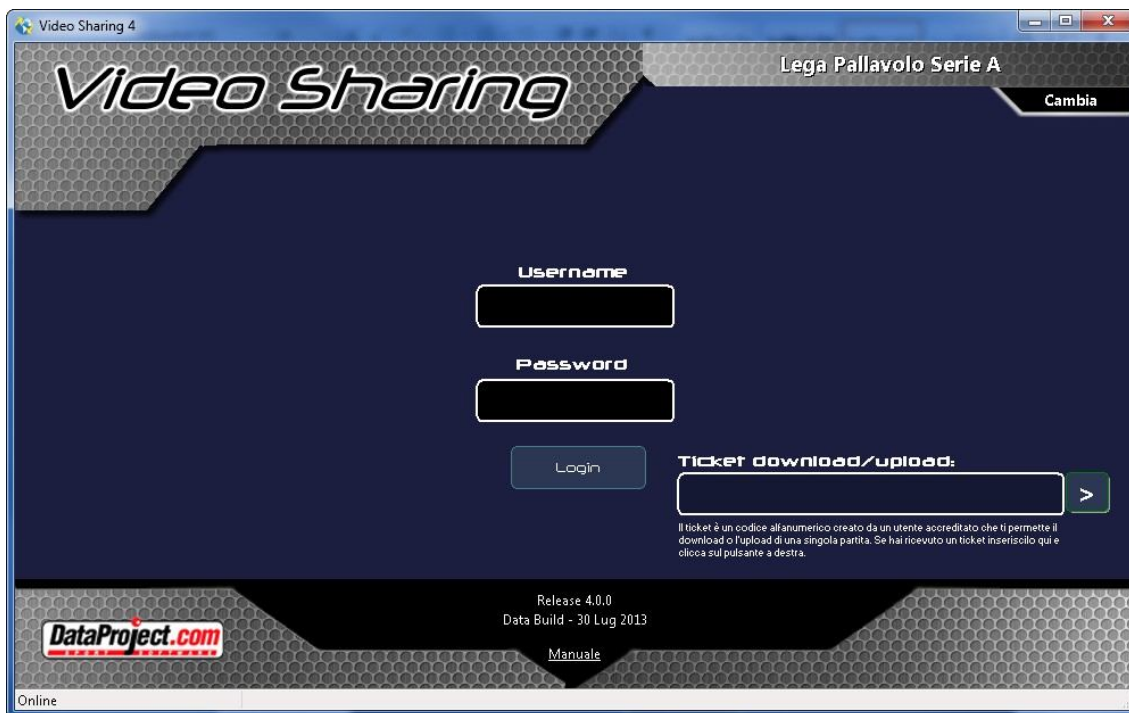 Video Sharing 4
Video Sharing
Lega Pallavolo Serie A
Cambia
Username
Password
Login
Ticket download/upload:
>
Il ticket è un codice alfanumerico creato da un utente accreditato che ti permette il
download o l'upload di una singola partita. Se hai ricevuto un ticket inseriscilo qui e
clicca sul pulsante a destra.
Release 4.0.0
Data Build - 30 Lug 2013
Manuale
DataProject.com
SPORT SOFTWARE
Online